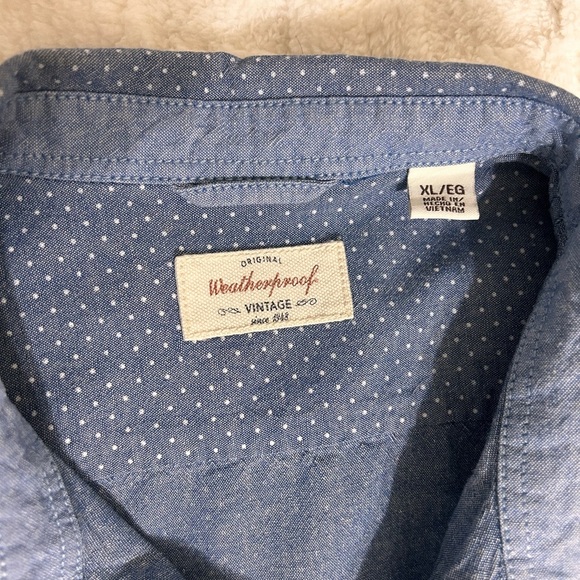 XL/EG
MADE IN/
HECHO EN
VIETNAM
ORIGINAL
Weatherproof
VINTAGE
since 1948